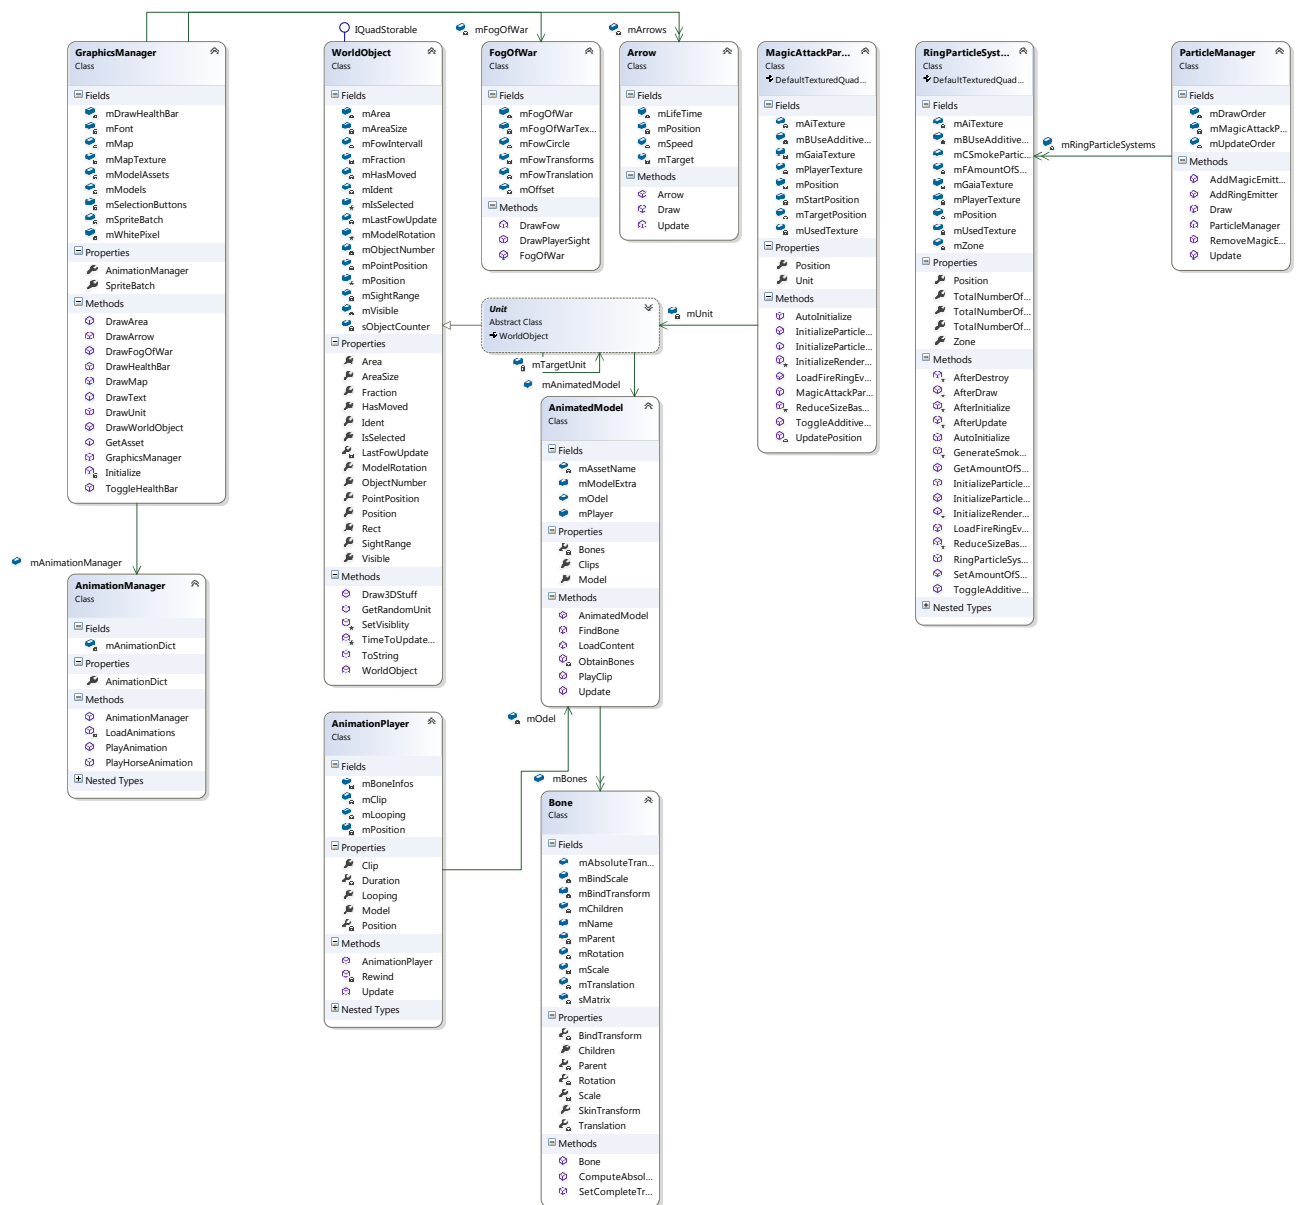 IQuadStorable
mFogOfWar
mArrows
GraphicsManager
Class
Fields
mDrawHealthBar
mFont
mMap
mMapTexture
mModelAssets
mModels
mSelectionButtons
mSpriteBatch
mWhitePixel
Properties
AnimationManager
SpriteBatch
Methods
DrawArea
DrawArrow
DrawFogOfWar
DrawHealthBar
DrawMap
DrawText
DrawUnit
DrawWorldObject
GetAsset
GraphicsManager
Initialize
ToggleHealthBar
mAnimationManager
AnimationManager
Class
Fields
mAnimationDict
Properties
AnimationDict
Methods
AnimationManager
LoadAnimations
PlayAnimation
PlayHorseAnimation
Nested Types
WorldObject
Class
Fields
mArea
mAreaSize
mFowIntervall
mFraction
mHasMoved
mIdent
mIsSelected
mLastFowUpdate
mModelRotation
mObjectNumber
mPointPosition
mPosition
mSightRange
mVisible
sObjectCounter
Properties
Area
AreaSize
Fraction
HasMoved
Ident
IsSelected
LastFowUpdate
ModelRotation
ObjectNumber
PointPosition
Position
Rect
SightRange
Visible
Methods
Draw3DStuff
GetRandomUnit
SetVisiblity
TimeToUpdate...
ToString
WorldObject
AnimationPlayer
Class
Fields
mBoneInfos
mClip
mLooping
mPosition
Properties
Clip
Duration
Looping
Model
Position
Methods
AnimationPlayer
Rewind
Update
Nested Types
FogOfWar
Class
Fields
mFogOfWar
mFogOfWarTex...
mFowCircle
mFowTransforms
mFowTranslation
mOffset
Methods
DrawFow
DrawPlayerSight
FogOfWar
Arrow
Class
Fields
mLifeTime
mPosition
mSpeed
mTarget
Methods
Arrow
Draw
Update
Unit
Abstract Class
WorldObject
mUnit
mTargetUnit
mAnimatedModel
AnimatedModel
Class
Fields
mAssetName
mModelExtra
mOdel
mPlayer
Properties
Bones
Clips
Model
Methods
AnimatedModel
FindBone
LoadContent
ObtainBones
PlayClip
Update
mOdel
mBones
Bone
Class
Fields
mAbsoluteTran...
mBindScale
mBindTransform
mChildren
mName
mParent
mRotation
mScale
mTranslation
sMatrix
Properties
BindTransform
Children
Parent
Rotation
Scale
SkinTransform
Translation
Methods
Bone
ComputeAbsol...
SetCompleteTr...
MagicAttackPar...
Class
DefaultTexturedQuad...
Fields
mAiTexture
mBUseAdditive...
mGaiaTexture
mPlayerTexture
mPosition
mStartPosition
mTargetPosition
mUsedTexture
Properties
Position
Unit
Methods
AutoInitialize
InitializeParticle...
InitializeParticle...
InitializeRender...
LoadFireRingEv...
MagicAttackPar...
ReduceSizeBas...
ToggleAdditive...
UpdatePosition
RingParticleSyst...
Class
DefaultTexturedQuad...
Fields
mAiTexture
mBUseAdditive...
mCSmokePartic...
mFAmountOfS...
mGaiaTexture
mPlayerTexture
mPosition
mUsedTexture
mZone
Properties
Position
TotalNumberOf...
TotalNumberOf...
TotalNumberOf...
Zone
Methods
AfterDestroy
AfterDraw
AfterInitialize
AfterUpdate
AutoInitialize
GenerateSmok...
GetAmountOfS...
InitializeParticle...
InitializeParticle...
InitializeRender...
LoadFireRingEv...
ReduceSizeBas...
RingParticleSys...
SetAmountOfS...
ToggleAdditive...
Nested Types
mRingParticleSystems
ParticleManager
Class
Fields
mDrawOrder
mMagicAttackP...
mUpdateOrder
Methods
AddMagicEmitt...
AddRingEmitter
Draw
ParticleManager
RemoveMagicE...
Update